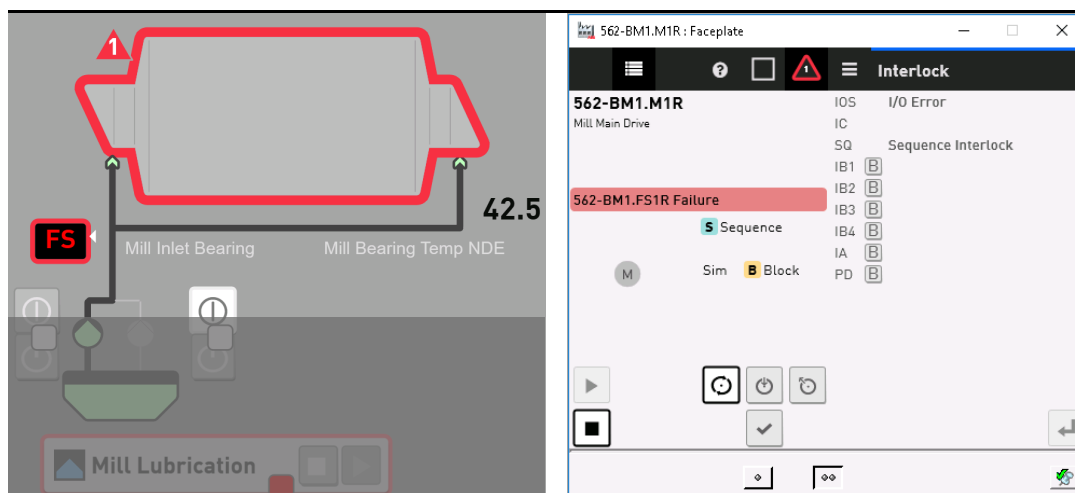 1
42.5
FS
Mill Inlet Bearing
Mill Bearing Temp NDE
Mill Lubrication
562-BM1.M1R : Faceplate
1
Interlock
562-BM1.M1R
Mill Main Drive
562-BM1.FS1R Failure
S Sequence
M
Sim B Block
IOS I/O Error
IC
SQ Sequence Interlock
IB1 B
IB2 B
IB3 B
IB4 B
IA B
PD B